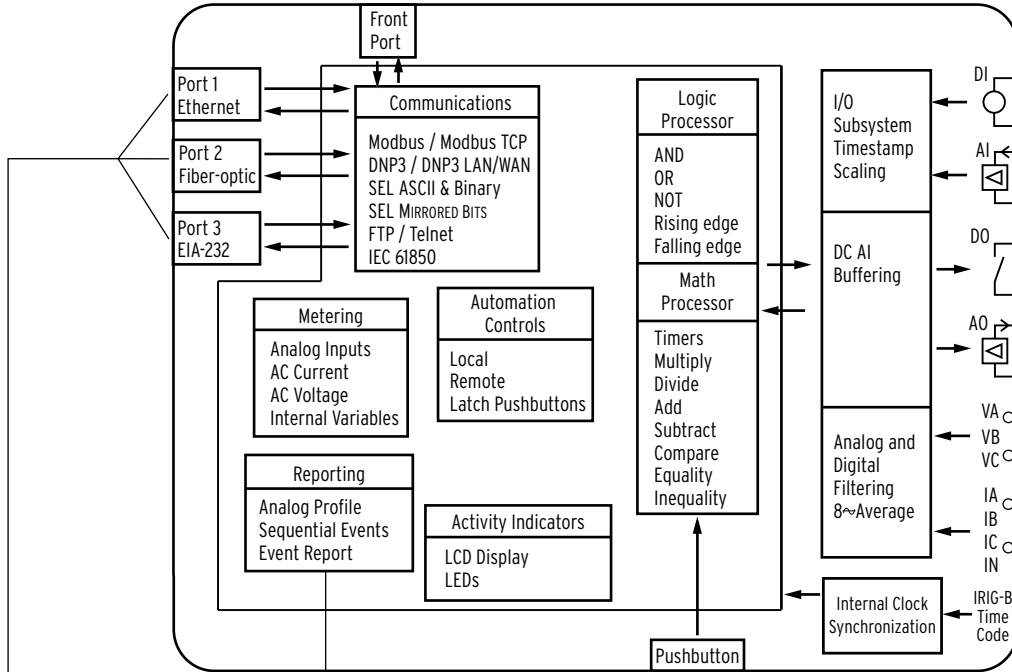 Front
Port
Port 1
Ethernet
Port 2
Fiber-optic
Port 3
EIA-232
Communications
Modbus / Modbus TCP
DNP3 / DNP3 LAN/WAN
SEL ASCII & Binary
SEL MIRRORED BITS
FTP / Telnet
IEC 61850
Metering
Analog Inputs
AC Current
AC Voltage
Internal Variables
Automation
Controls
Local
Remote
Latch Pushbuttons
Reporting
Analog Profile
Sequential Events
Event Report
Activity Indicators
LCD Display
LEDs
Logic
Processor
AND
OR
NOT
Rising edge
Falling edge
Math
Processor
Timers
Multiply
Divide
Add
Subtract
Compare
Equality
Inequality
Pushbutton
I/O
Subsystem
Timestamp
Scaling
DC AI
Buffering
Analog and
Digital
Filtering
8~Average
Internal Clock
Synchronization
DI
AI
DO
AO
VA
VB
VC
IA
IB
IC
IN
IRIG-B
Time
Code